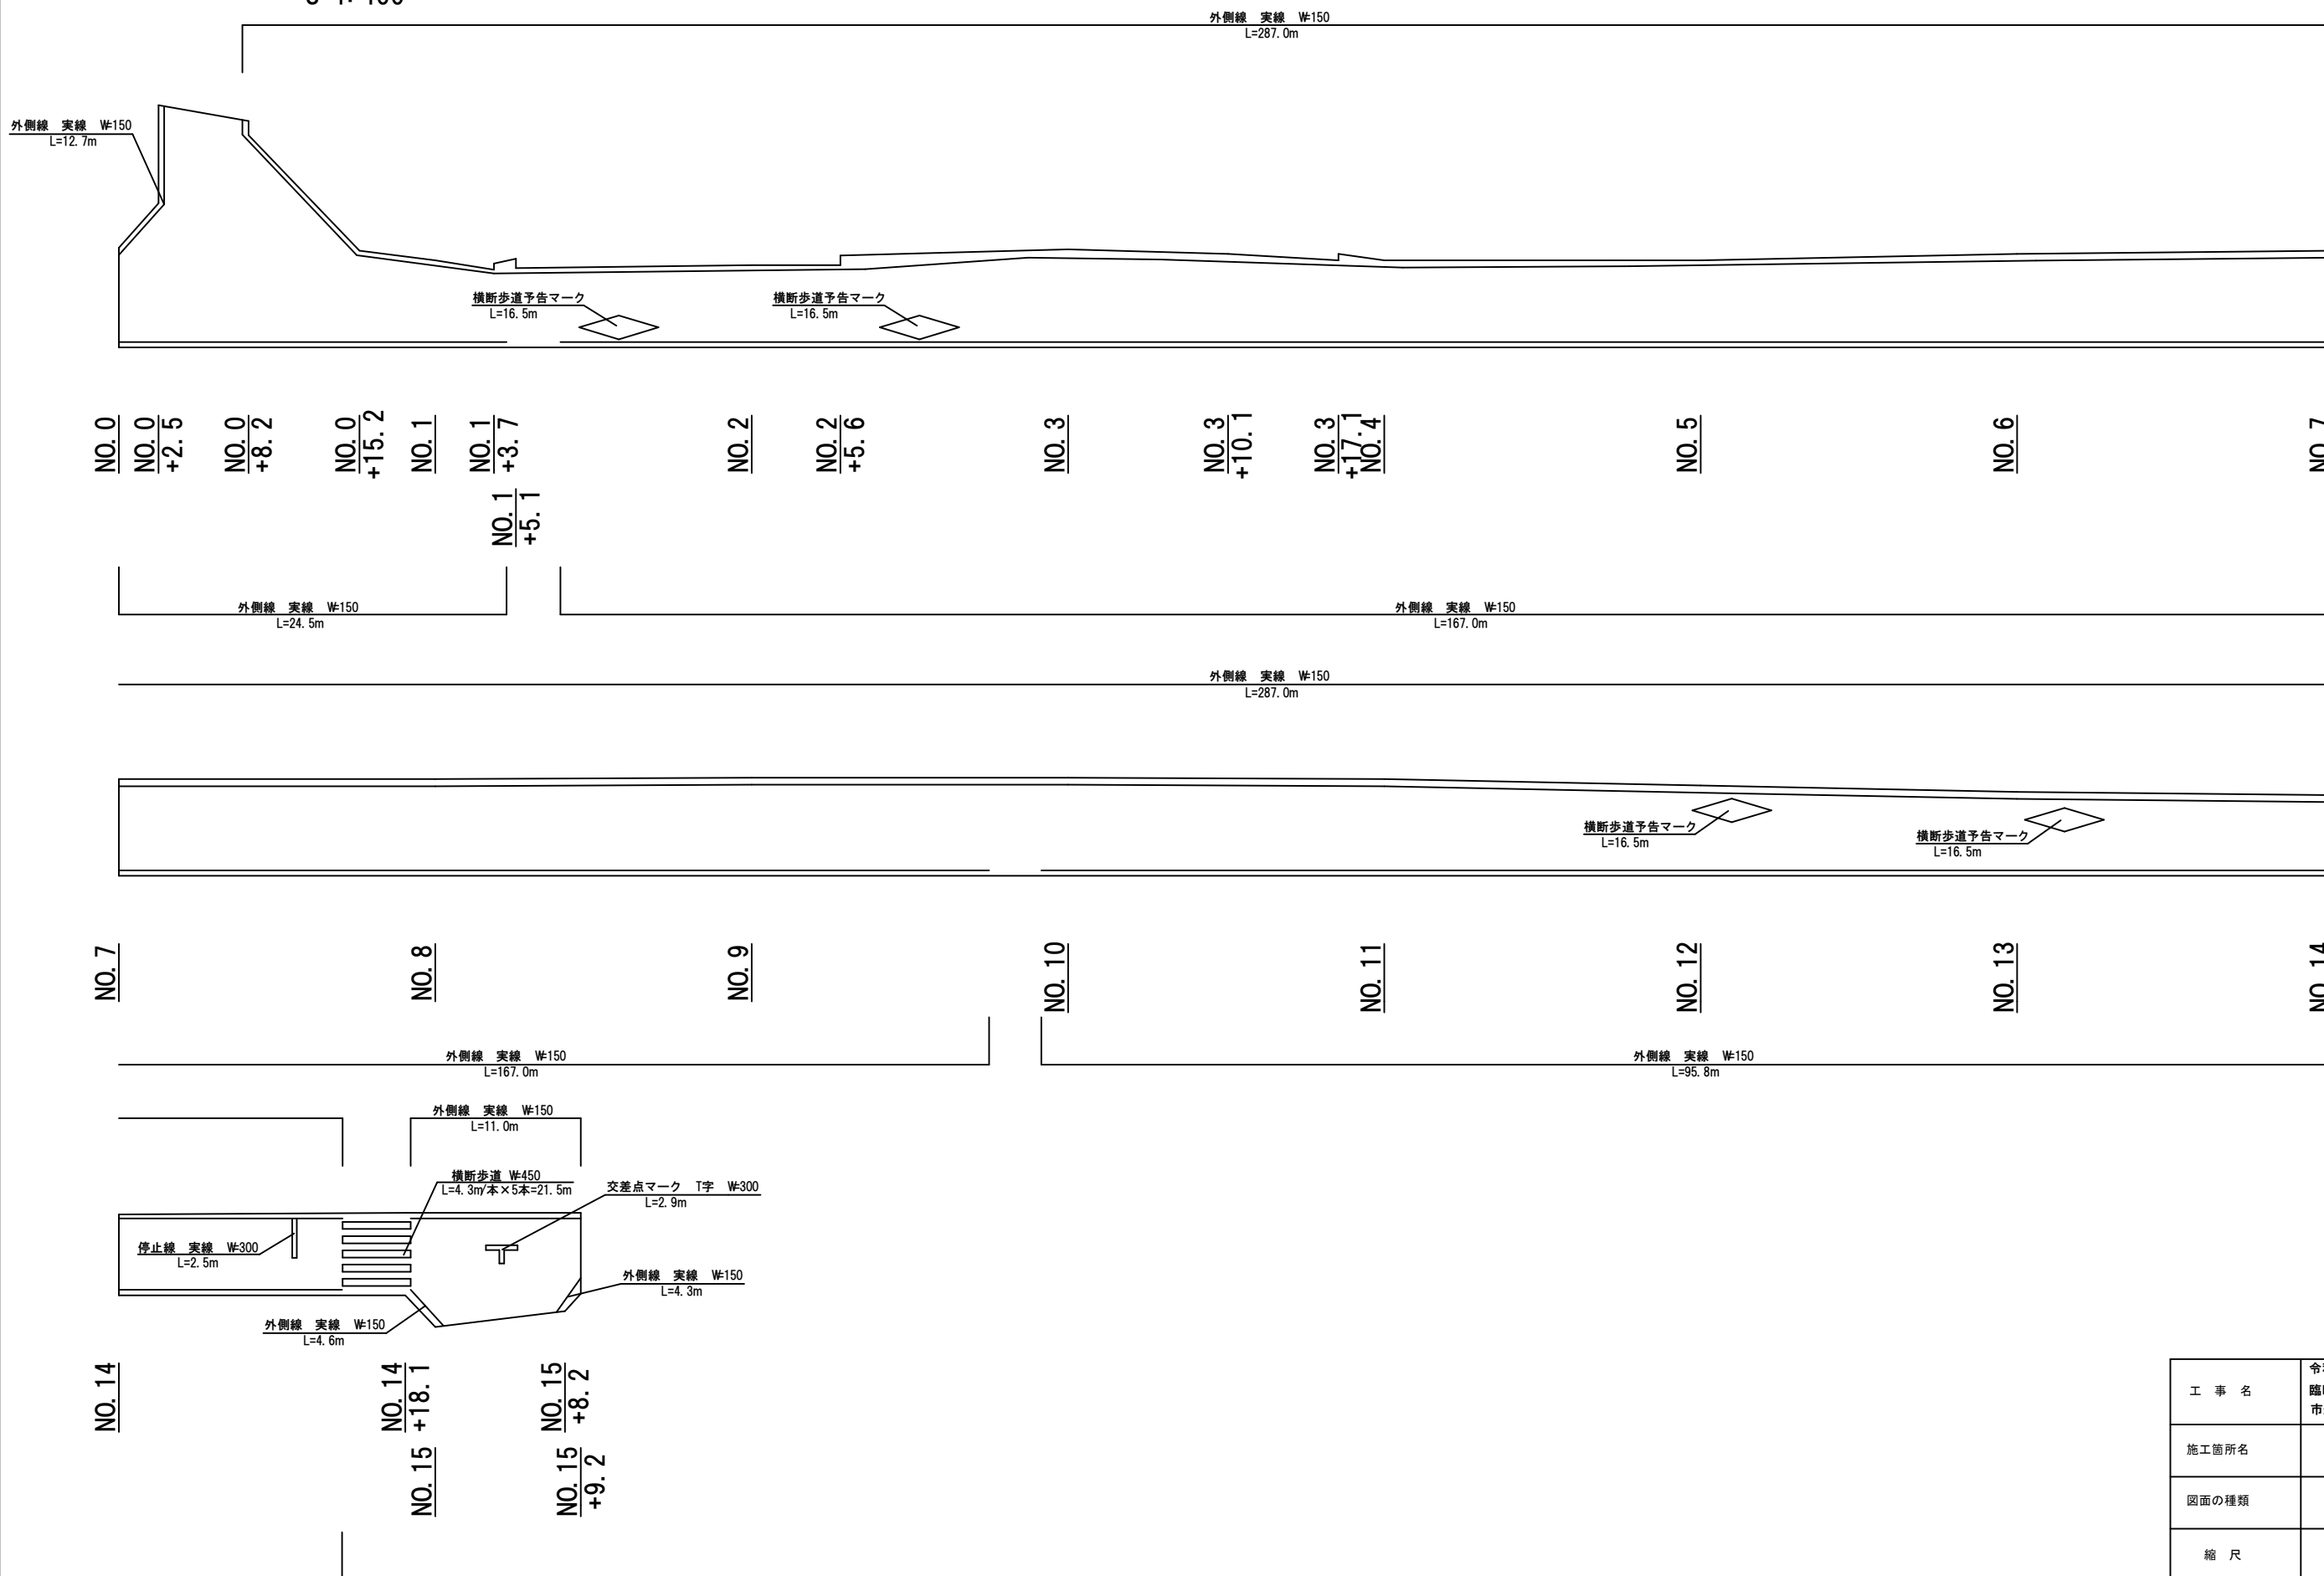 外側線 実線 W=150
L=287.0m
外側線 実線 W=150
L=12.7m
横断歩道予告マーク
L=16.5m
横断歩道予告マーク
L=16.5m
NO.0
NO.0
+2.5
NO.0
+8.2
NO.0
+15.2
NO.1
NO.1
+3.7
NO.1
+5.1
NO.2
NO.2
+5.6
NO.3
NO.3
+10.1
NO.3
+17.1
NO.4
NO.5
NO.6
NO.7
外側線 実線 W=150
L=24.5m
外側線 実線 W=150
L=167.0m
外側線 実線 W=150
L=287.0m
横断歩道予告マーク
L=16.5m
横断歩道予告マーク
L=16.5m
NO.7
NO.8
NO.9
NO.10
NO.11
NO.12
NO.13
NO.14
外側線 実線 W=150
L=167.0m
外側線 実線 W=150
L=95.8m
外側線 実線 W=150
L=11.0m
横断歩道 W=450
L=4.3m/本×5本=21.5m
交差点マーク T字 W=300
L=2.9m
停止線 実線 W=300
L=2.5m
外側線 実線 W=150
L=4.3m
外側線 実線 W=150
L=4.6m
NO.14
NO.14
+18.1
NO.15
NO.15
+8.2
NO.15
+9.2
工 事 名
市
施工箇所名
図面の種類
縮 尺